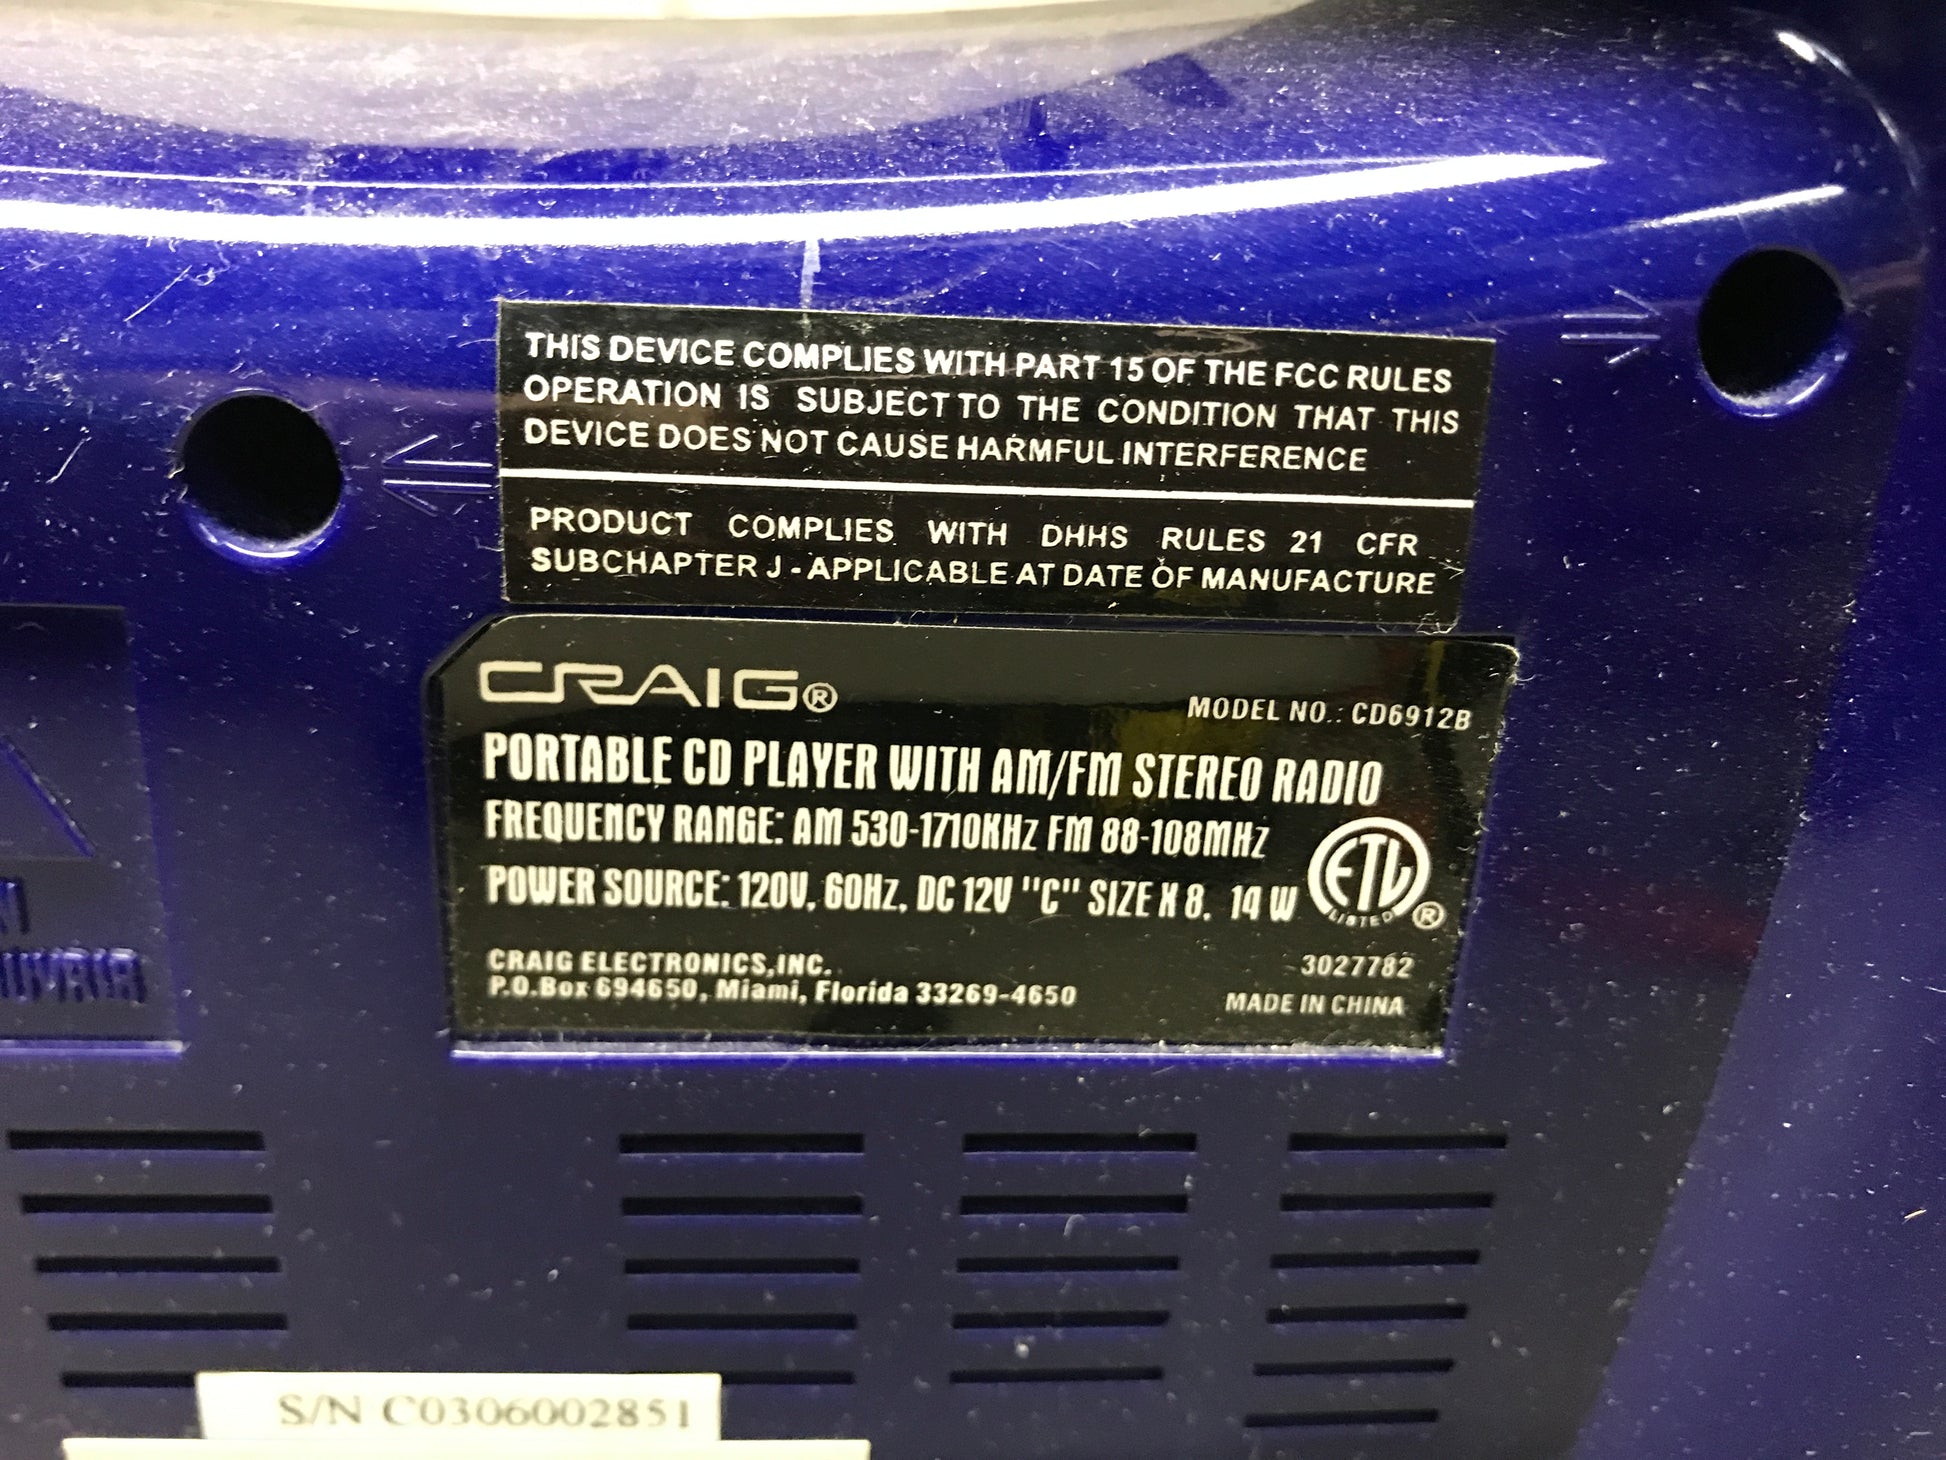 THIS DEVICE COMPLIES WITH PART 15 OF THE FCC RULES
OPERATION IS SUBJECT TO THE CONDITION THAT THIS
DEVICE DOES NOT CAUSE HARMFUL INTERFERENCE
PRODUCT COMPLIES WITH DHHS RULES 21 CFR
SUBCHAPTER J - APPLICABLE AT DATE OF MANUFACTURE
CRAIG®
MODEL NO.: CD6912B
PORTABLE CD PLAYER WITH AM/FM STEREO RADIO
FREQUENCY RANGE: AM 530-1710KHz FM 88-108MHz
POWER SOURCE: 120V, 60Hz, DC 12V "C" SIZE X 8, 14 W
ETL LISTED ®
CRAIG ELECTRONICS,INC.
P.O.Box 694650, Miami, Florida 33269-4650
3027782
MADE IN CHINA
S/N C0306002851